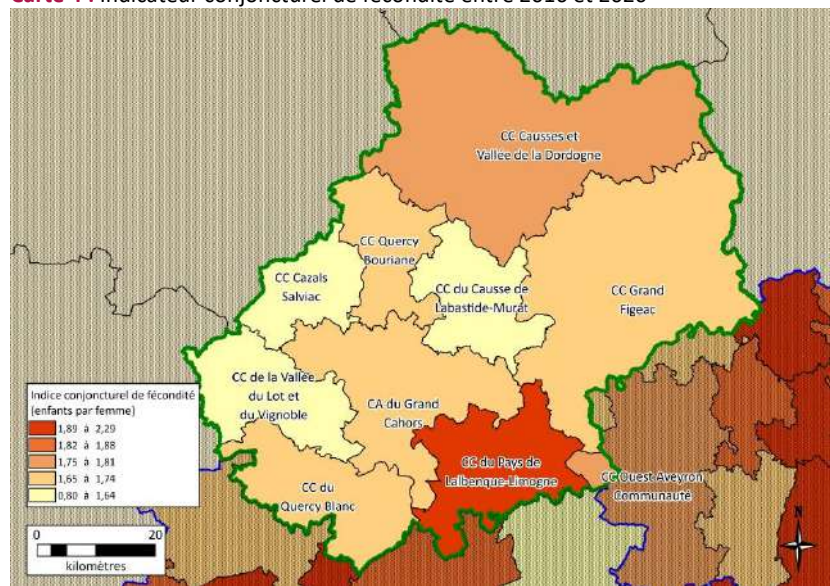 Carte 44 Indicateur conjoncturel de fécondité entre 2016 et 2020
CC Causses et
Vallée de la Dordogne
CC Quercy
Bouriane
CC Cazals
Salviac
CC du Causse de
Labastide-Murat
CC Grand
Figeac
CC de la Vallée
du Lot et
du Vignoble
CA du Grand
Cahors
CC du Pays de
Lalbenque-Limogne
CC du
Quercy Blanc
CC Ouest Aveyron
Communauté
Indice conjoncturel de fécondité
(enfants par femme)
1,89 à 2,29
1,82 à 1,88
1,75 à 1,81
1,65 à 1,74
0,80 à 1,64
0 20
kilomètres
N